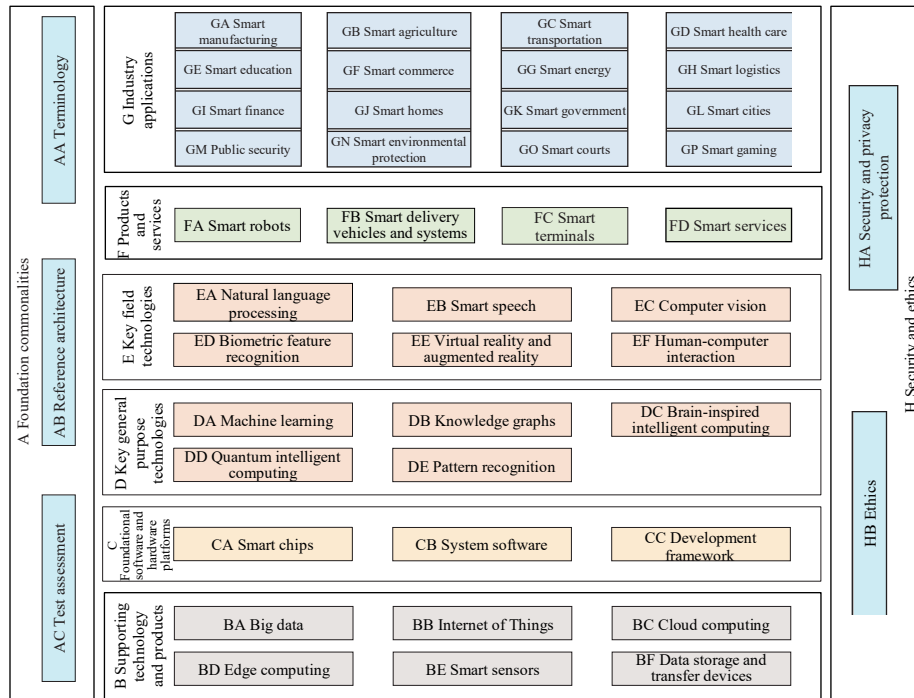 A Foundation commonalities
AA Terminology
AB Reference architecture
AC Test assessment
G Industry
applications
GA Smart
manufacturing
GB Smart agriculture
GC Smart
transportation
GD Smart health care
GE Smart education
GF Smart commerce
GG Smart energy
GH Smart logistics
GI Smart finance
GJ Smart homes
GK Smart government
GL Smart cities
GM Public security
GN Smart environmental
protection
GO Smart courts
GP Smart gaming
F Products and
services
FA Smart robots
FB Smart delivery
vehicles and systems
FC Smart
terminals
FD Smart services
E Key field
technologies
EA Natural language
processing
EB Smart speech
EC Computer vision
ED Biometric feature
recognition
EE Virtual reality and
augmented reality
EF Human-computer
interaction
D Key general
purpose
technologies
DA Machine learning
DB Knowledge graphs
DC Brain-inspired
intelligent computing
DD Quantum intelligent
computing
DE Pattern recognition
C
Foundational
software and
hardware
platforms
CA Smart chips
CB System software
CC Development
framework
B Supporting
technology
and products
BA Big data
BB Internet of Things
BC Cloud computing
BD Edge computing
BE Smart sensors
BF Data storage and
transfer devices
HA Security and privacy
protection
HB Ethics
H Security and ethics